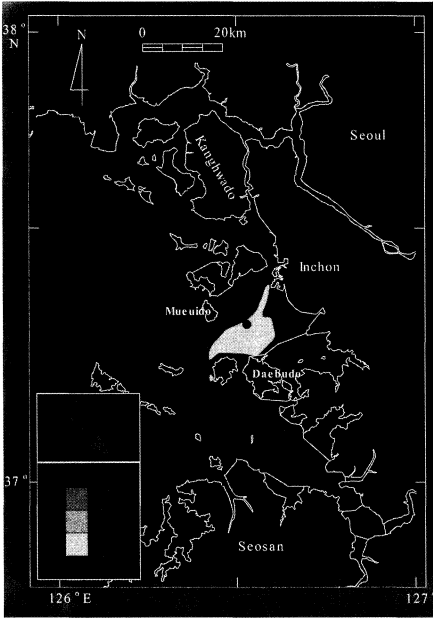 38°
N
0 20km
N
Seoul
Kanghwado
Inchon
Mueuido
Daebudo
37°
Seosan
126°E
127°